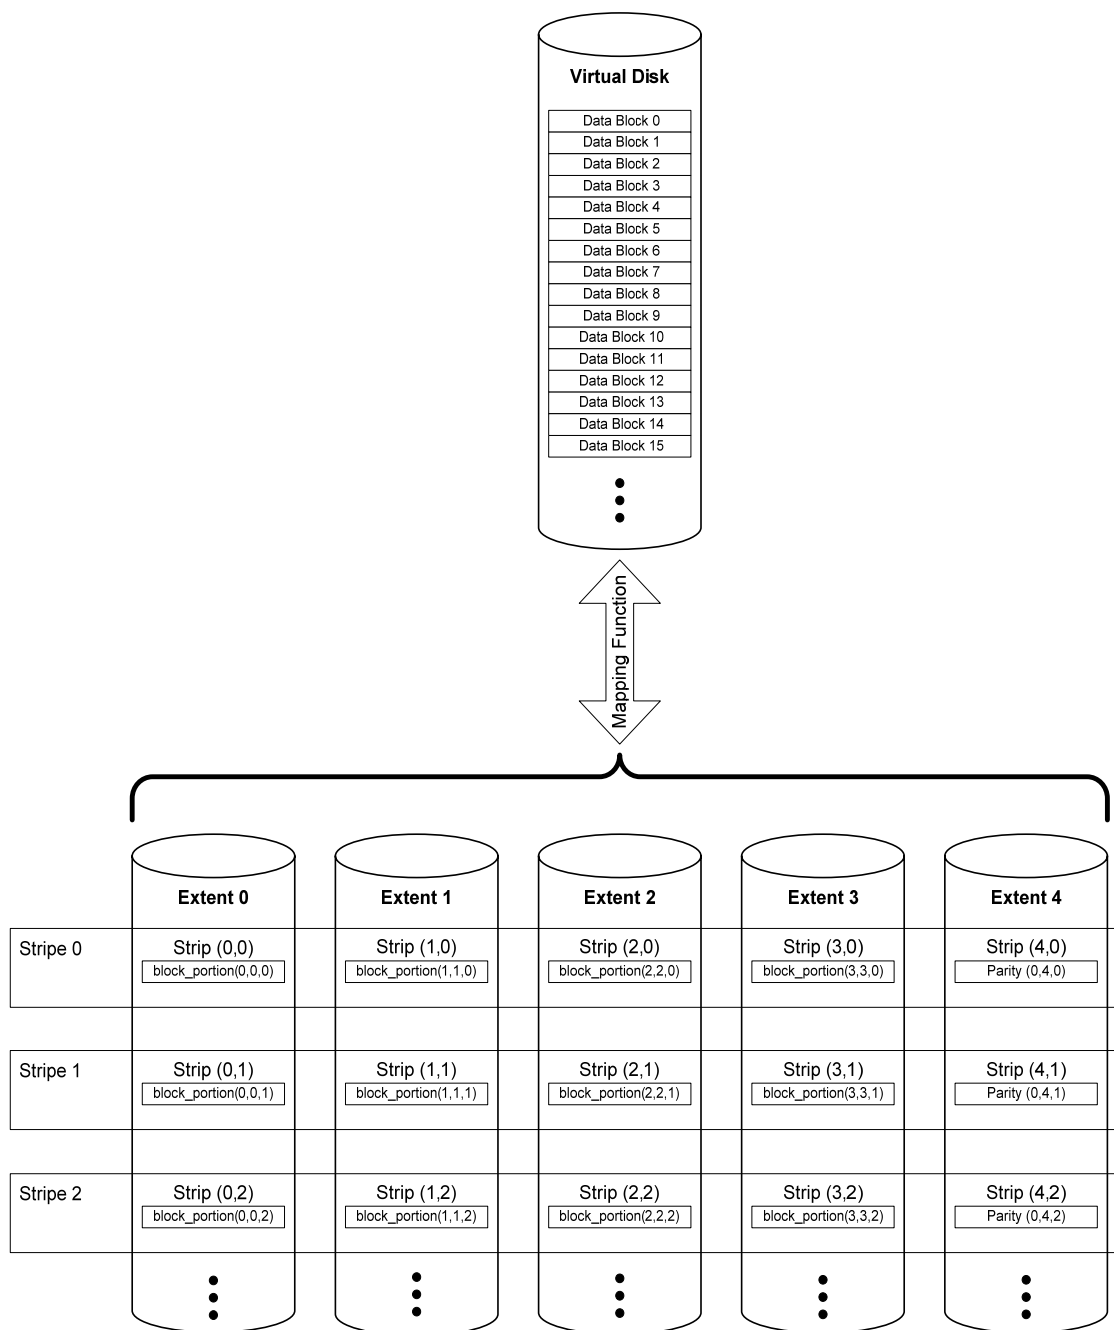 Virtual Disk
Data Block 0
Data Block 1
Data Block 2
Data Block 3
Data Block 4
Data Block 5
Data Block 6
Data Block 7
Data Block 8
Data Block 9
Data Block 10
Data Block 11
Data Block 12
Data Block 13
Data Block 14
Data Block 15
Mapping Function
Extent 0 Extent 1 Extent 2 Extent 3 Extent 4
Stripe 0 Strip (0,0) Strip (1,0) Strip (2,0) Strip (3,0) Strip (4,0)
block_portion(0,0,0) block_portion(1,1,0) block_portion(2,2,0) block_portion(3,3,0) Parity (0,4,0)
Stripe 1 Strip (0,1) Strip (1,1) Strip (2,1) Strip (3,1) Strip (4,1)
block_portion(0,0,1) block_portion(1,1,1) block_portion(2,2,1) block_portion(3,3,1) Parity (0,4,1)
Stripe 2 Strip (0,2) Strip (1,2) Strip (2,2) Strip (3,2) Strip (4,2)
block_portion(0,0,2) block_portion(1,1,2) block_portion(2,2,2) block_portion(3,3,2) Parity (0,4,2)